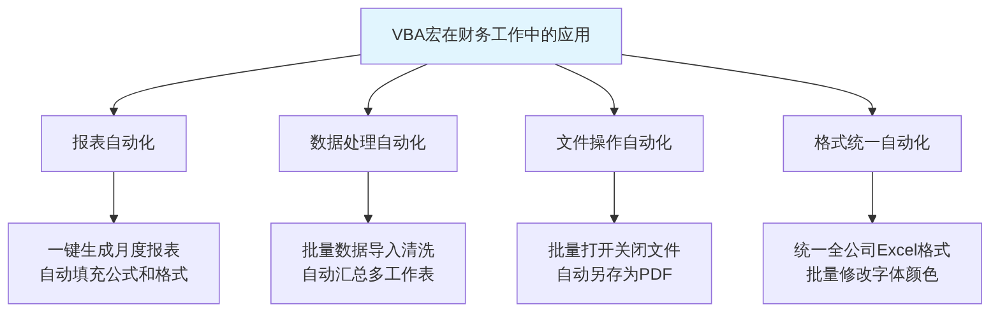 VBA宏在财务工作中的应用
报表自动化
数据处理自动化
文件操作自动化
格式统一自动化
一键生成月度报表
自动填充公式和格式
批量数据导入清洗
自动汇总多工作表
批量打开关闭文件
自动另存为PDF
统一全公司Excel格式
批量修改字体颜色